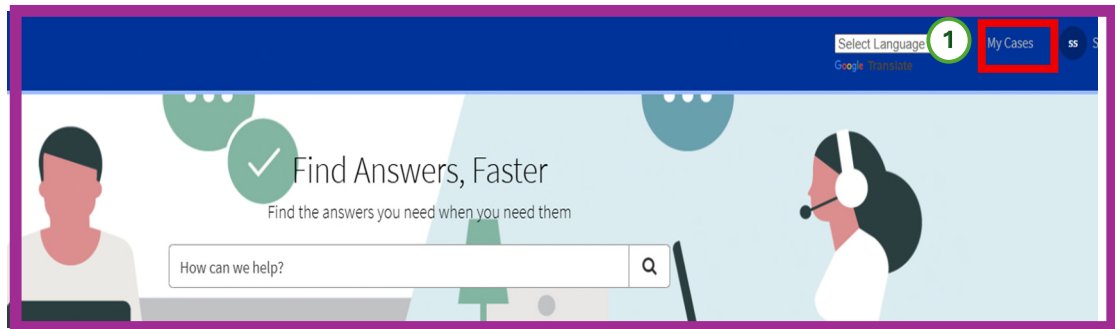 Select Language
1
My Cases
ss
S
Google Translate
Find Answers, Faster
Find the answers you need when you need them
How can we help?